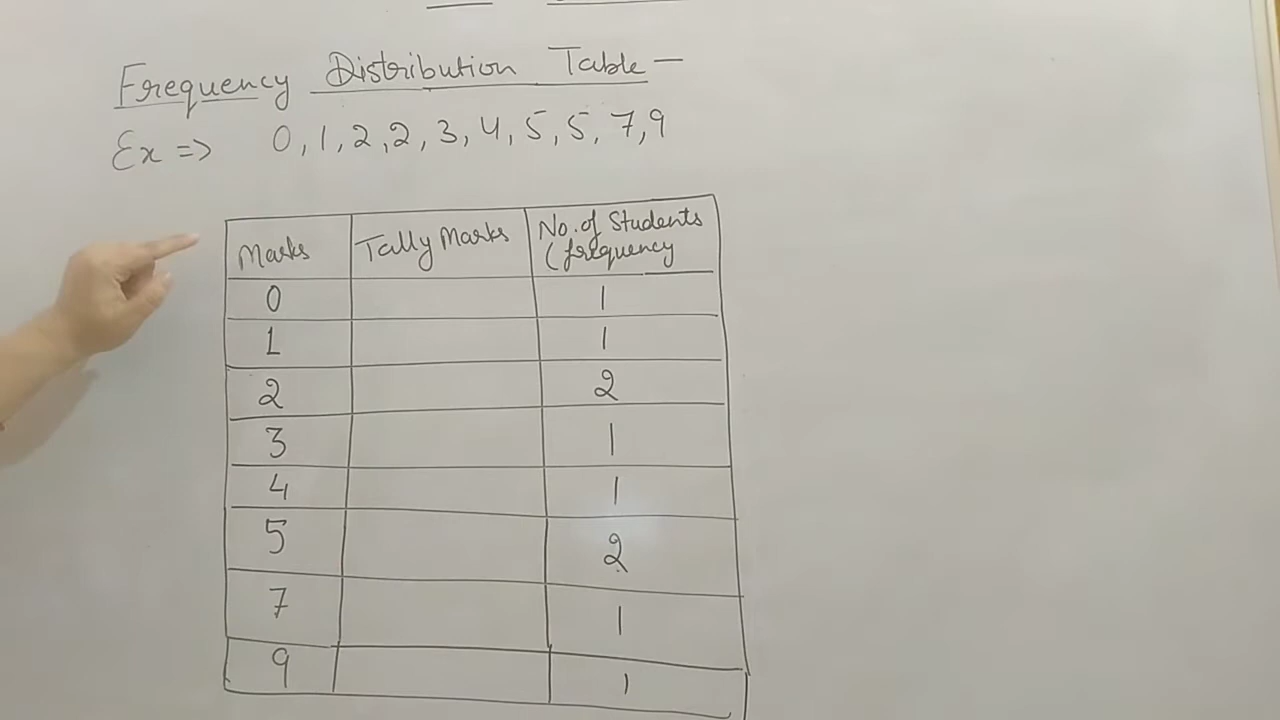 Frequency Distribution Table –
Ex => 0, 1, 2, 2, 3, 4, 5, 5, 7, 9
Marks Tally Marks No. of Students (frequency
0 1
1 1
2 2
3 1
4 1
5 2
7 1
9 1